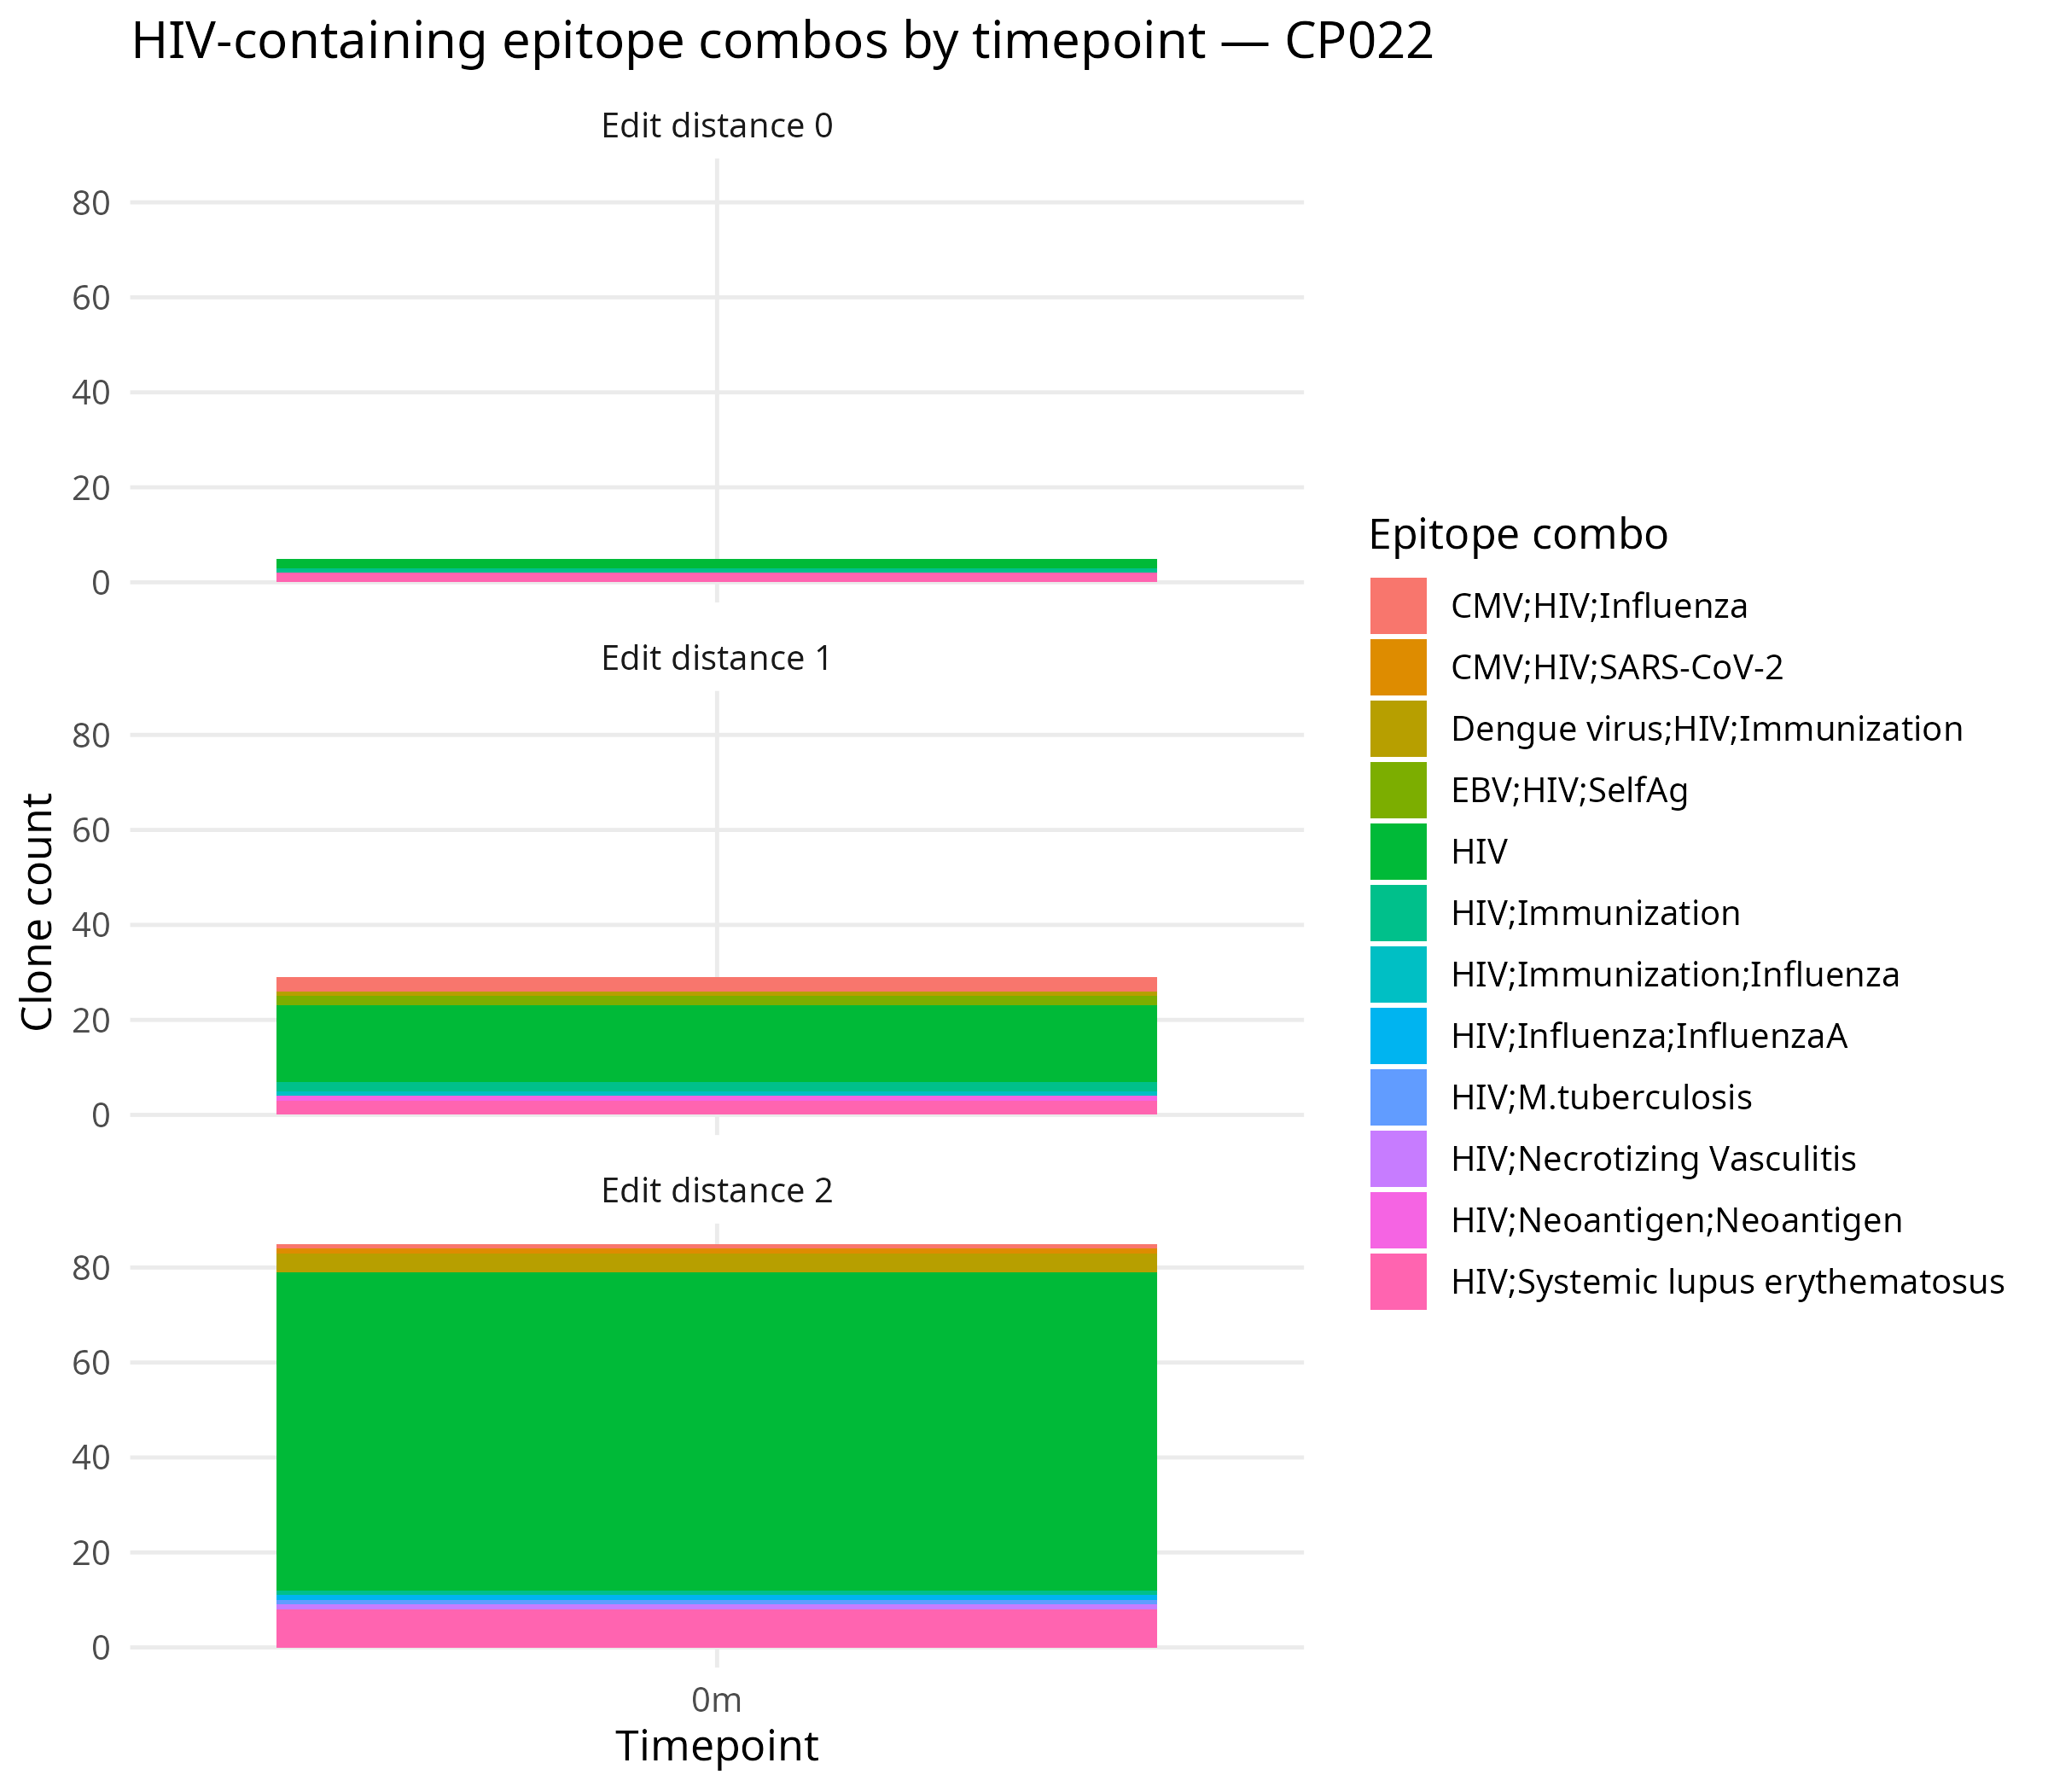 HIV-containing epitope combos by timepoint — CP022
Edit distance 0
80
60
40
20
0
Edit distance 1
80
60
40
20
0
Edit distance 2
80
60
40
20
0
Clone count
0m
Timepoint
Epitope combo
CMV;HIV;Influenza
CMV;HIV;SARS-CoV-2
Dengue virus;HIV;Immunization
EBV;HIV;SelfAg
HIV
HIV;Immunization
HIV;Immunization;Influenza
HIV;Influenza;InfluenzaA
HIV;M.tuberculosis
HIV;Necrotizing Vasculitis
HIV;Neoantigen;Neoantigen
HIV;Systemic lupus erythematosus